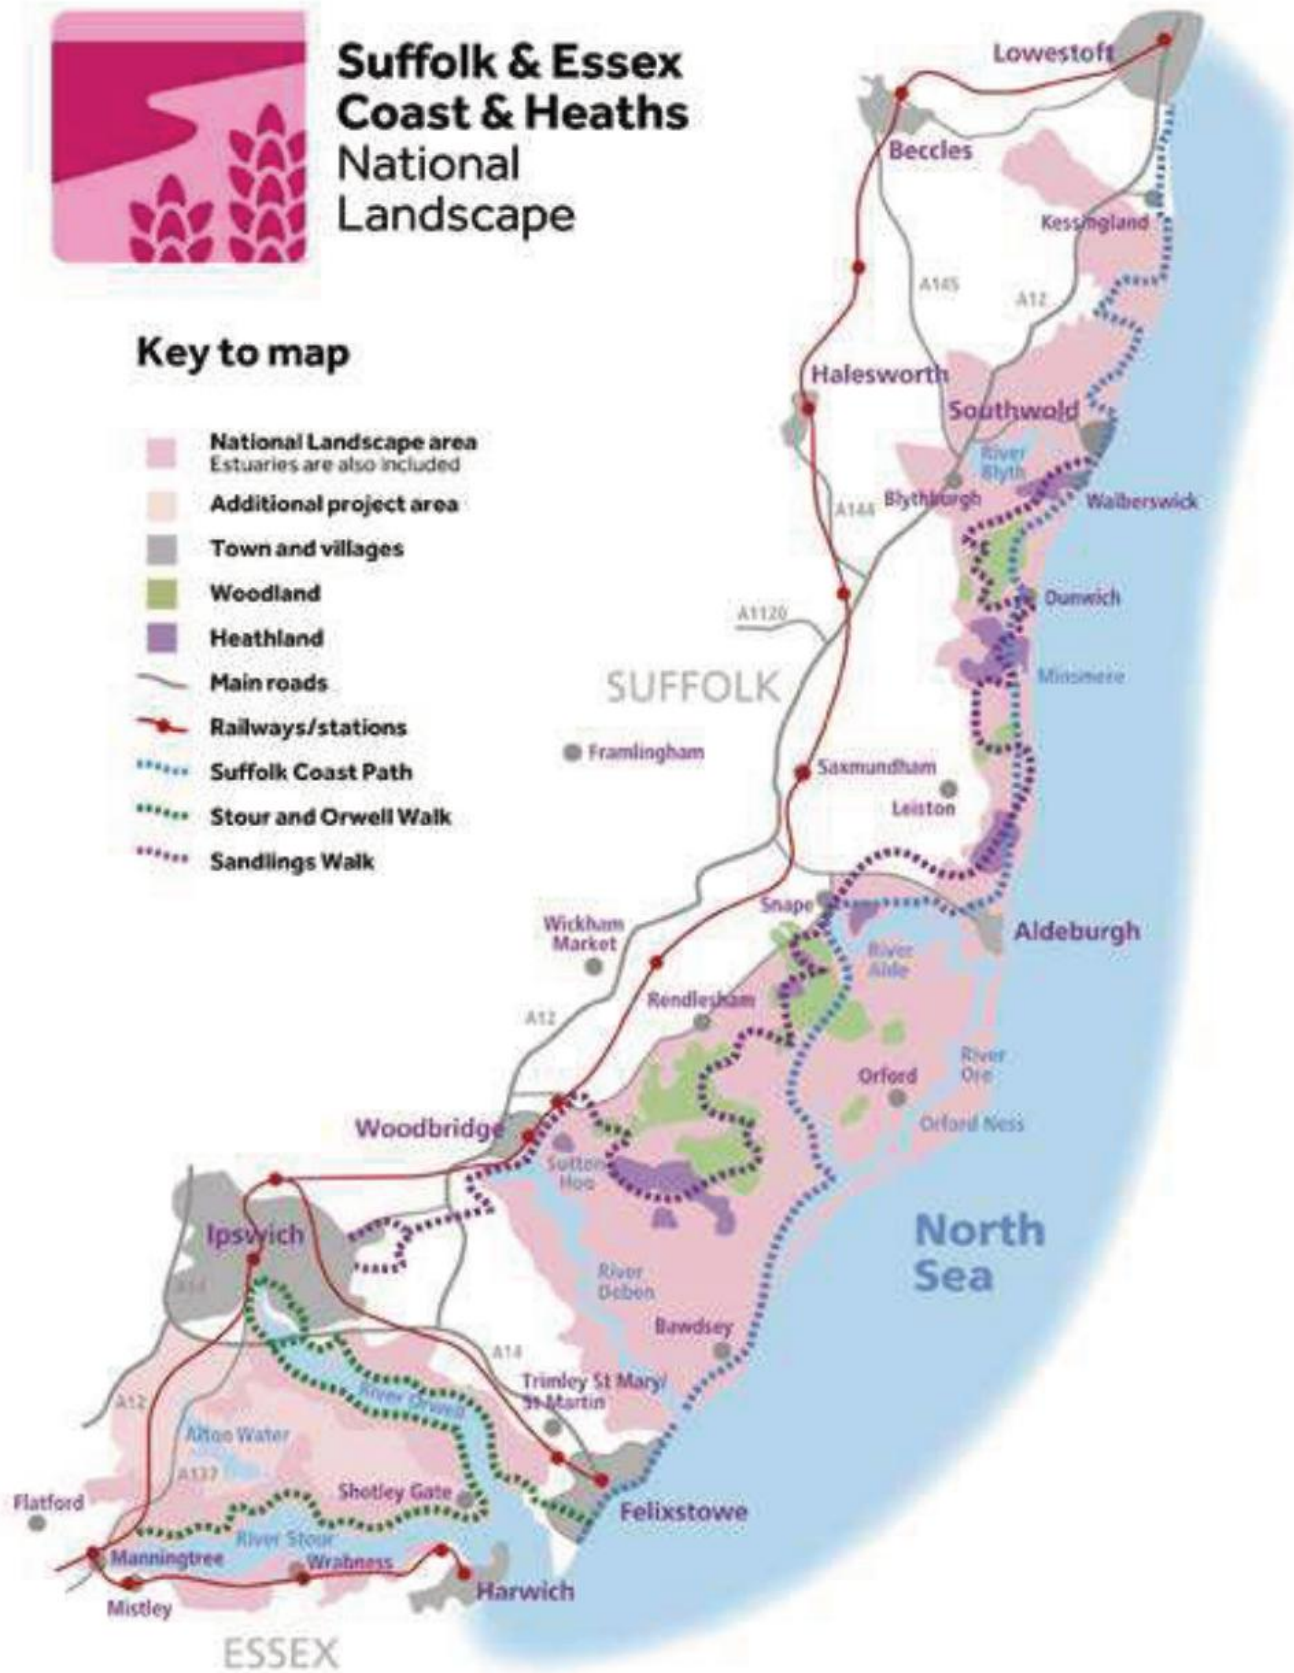 Suffolk & Essex
Coast & Heaths
National
Landscape
Key to map
National Landscape area
Estuaries are also included
Additional project area
Town and villages
Woodland
Heathland
Main roads
Railways/stations
Suffolk Coast Path
Stour and Orwell Walk
Sandlings Walk
Lowestoft
Beccles
Kessingland
A145
A12
Halesworth
Southwold
River
Blyth
Blythburgh
Walberswick
A144
Dunwich
A1120
Minsmere
SUFFOLK
Framlingham
Saxmundham
Leiston
Snape
Wickham
Market
Aldeburgh
River
Alde
Rendlesham
A12
River
Ore
Orford
Orford Ness
Woodbridge
Sutton
Hoo
Ipswich
North
Sea
A14
River
Deben
Bawdsey
A14
Trimley St Mary/
St Martin
A12
River Orwell
Alton Water
A137
Shotley Gate
Flatford
Felixstowe
River Stour
Manningtree
Wrabness
Harwich
Mistley
ESSEX